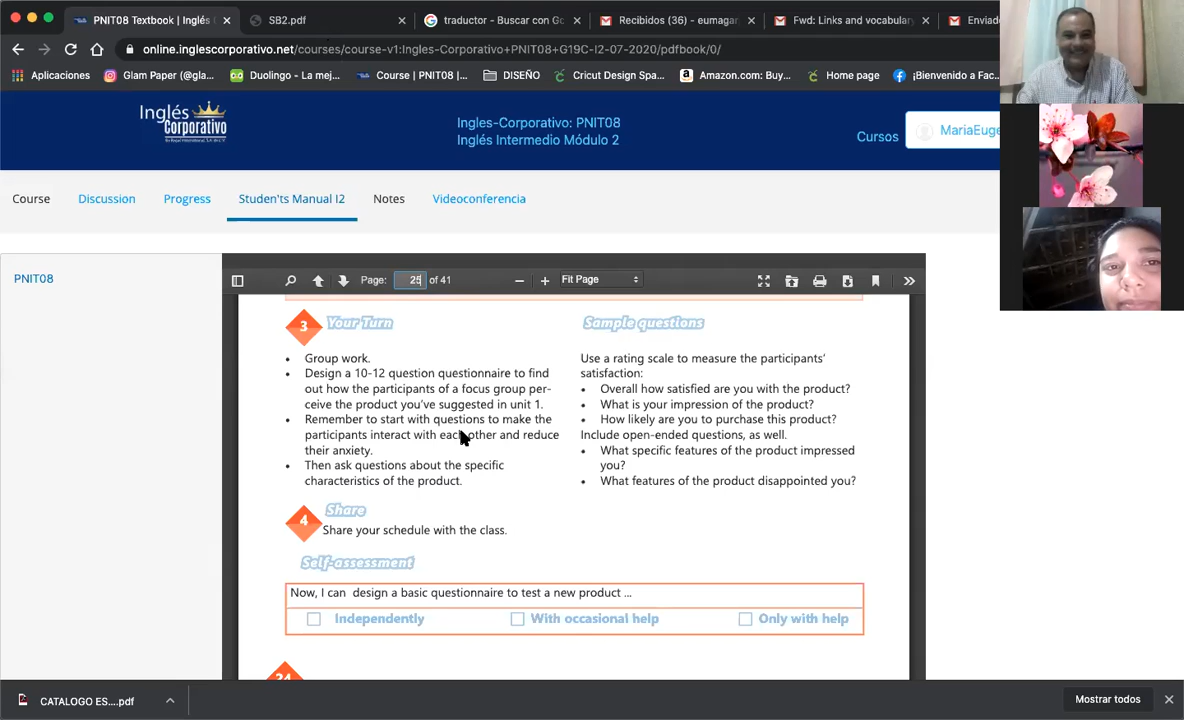 PNIT08 Textbook | Inglés C
SB2.pdf
traductor - Buscar con Go
Recibidos (36) - eumagar
Fwd: Links and vocabulary
Enviado
online.inglescorporativo.net/courses/course-v1:Ingles-Corporativo+PNIT08+G19C-I2-07-2020/pdfbook/0/
Aplicaciones
Glam Paper (@gla...
Duolingo - La mej...
Course | PNIT08 |...
DISEÑO
Cricut Design Spa...
Amazon.com: Buy...
Home page
¡Bienvenido a Fac...
Inglés
Corporativo
Ingles-Corporativo: PNIT08
Inglés Intermedio Módulo 2
Cursos
MariaEuge
Course
Discussion
Progress
Studen'ts Manual I2
Notes
Videoconferencia
PNIT08
Page:
25
of 41
Fit Page
3
Your Turn
• Group work.
• Design a 10-12 question questionnaire to find
out how the participants of a focus group per-
ceive the product you've suggested in unit 1.
• Remember to start with questions to make the
participants interact with each other and reduce
their anxiety.
• Then ask questions about the specific
characteristics of the product.
Sample questions
Use a rating scale to measure the participants'
satisfaction:
• Overall how satisfied are you with the product?
• What is your impression of the product?
• How likely are you to purchase this product?
Include open-ended questions, as well.
• What specific features of the product impressed
you?
• What features of the product disappointed you?
4
Share
Share your schedule with the class.
Self-assessment
Now, I can design a basic questionnaire to test a new product ...
Independently
With occasional help
Only with help
24
CATALOGO ES....pdf
Mostrar todos